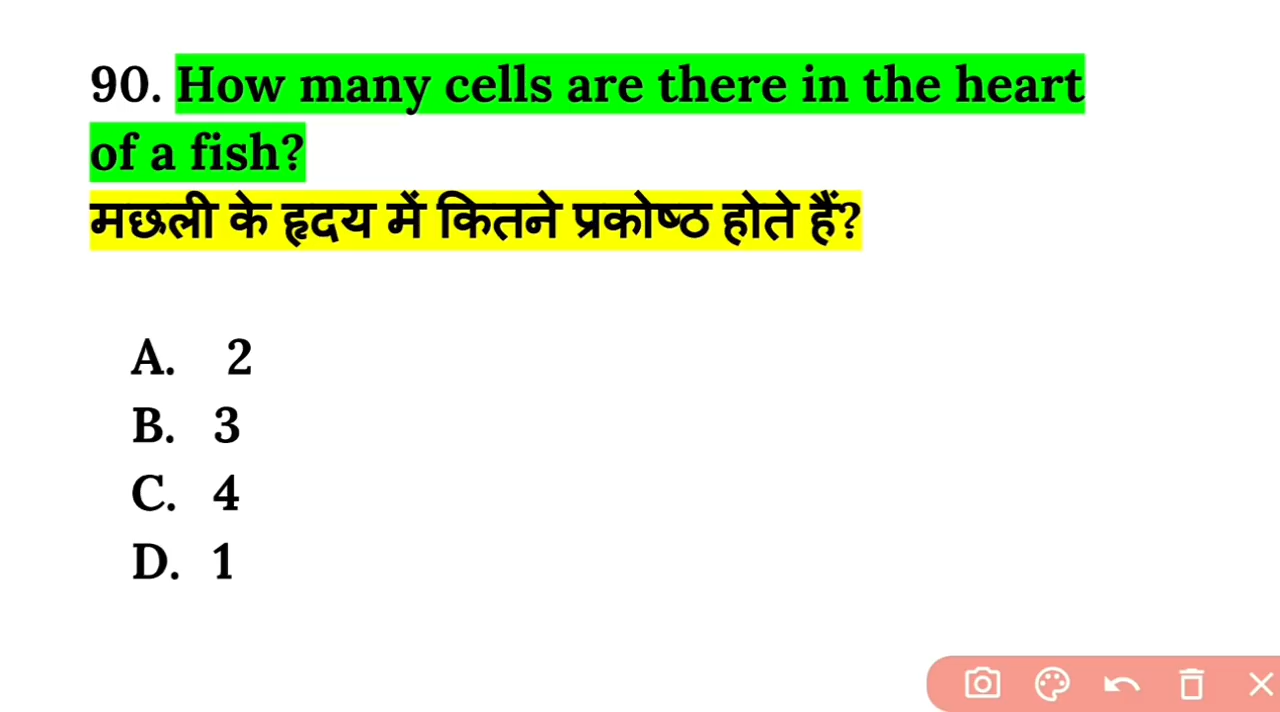 90. How many cells are there in the heart
of a fish?
मछली के हृदय में कितने प्रकोष्ठ होते हैं?
A. 2
B. 3
C. 4
D. 1